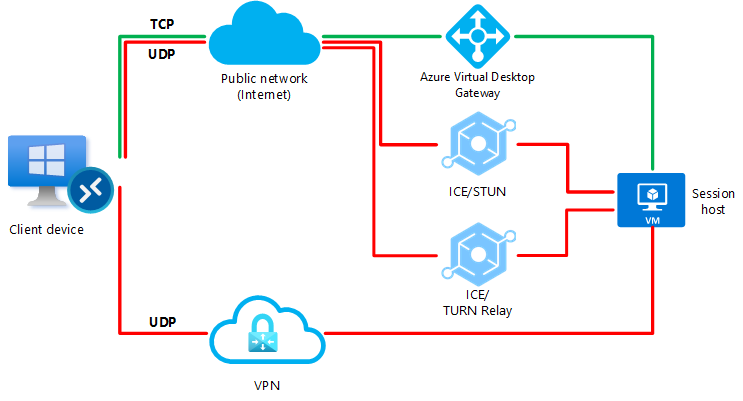 TCP
UDP
Public network
(Internet)
Azure Virtual Desktop
Gateway
ICE/STUN
Client device
Session
host
VM
ICE/
TURN Relay
UDP
VPN